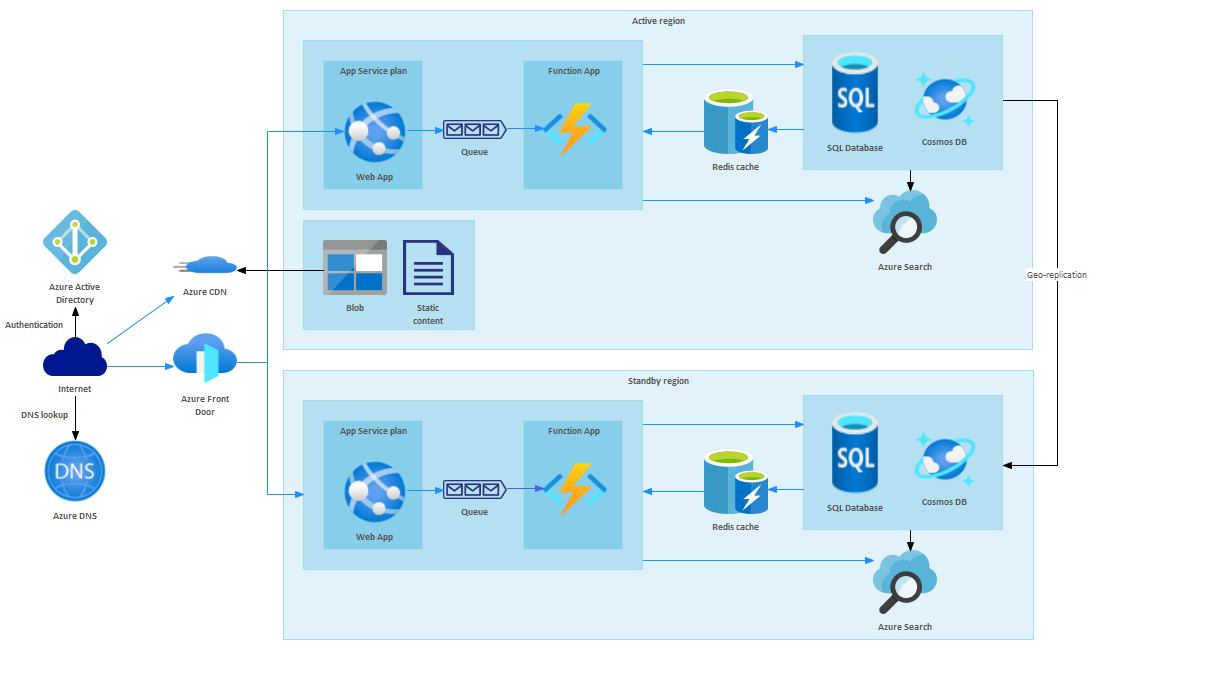 Active region
App Service plan
Web App
Queue
Function App
Redis cache
SQL
SQL Database
Cosmos DB
Azure Search
Blob
Static
content
Geo-replication
Azure Active
Directory
Authentication
Azure CDN
Internet
Azure Front
Door
DNS lookup
DNS
Azure DNS
Standby region
App Service plan
Web App
Queue
Function App
Redis cache
SQL
SQL Database
Cosmos DB
Azure Search